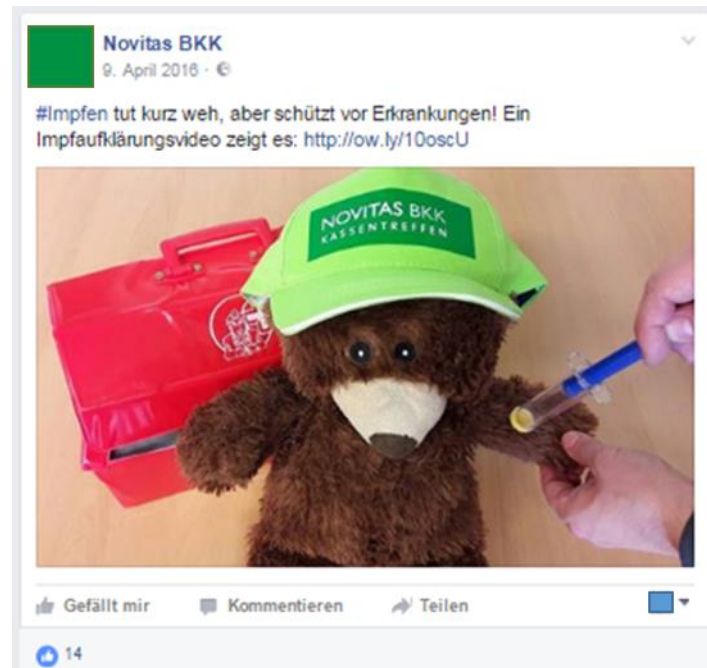 Novitas BKK
9. April 2016 ·
#Impfen tut kurz weh, aber schützt vor Erkrankungen! Ein
Impfaufklärungsvideo zeigt es: http://ow.ly/10oscU
NOVITAS BKK
KASSENTREFFEN
Gefällt mir Kommentieren Teilen
14